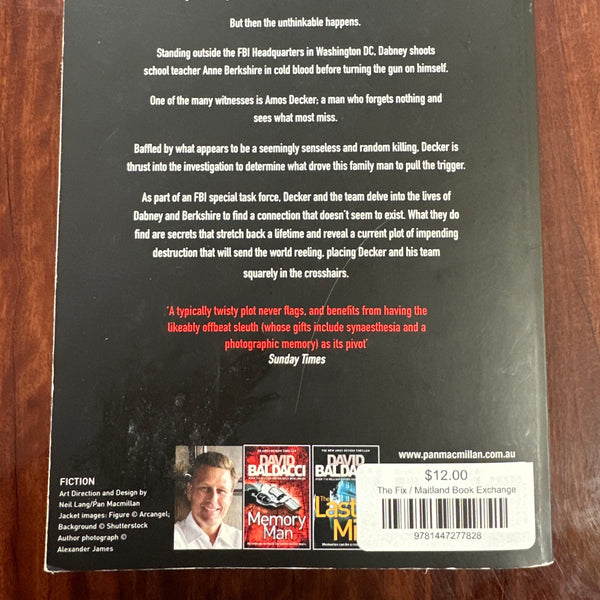 But then the unthinkable happens.
Standing outside the FBI Headquarters in Washington DC, Dabney shoots
school teacher Anne Berkshire in cold blood before turning the gun on himself.
One of the many witnesses is Amos Decker; a man who forgets nothing and
sees what most miss.
Baffled by what appears to be a seemingly senseless and random killing, Decker is
thrust into the investigation to determine what drove this family man to pull the trigger.
As part of an FBI special task force, Decker and the team delve into the lives of
Dabney and Berkshire to find a connection that doesn't seem to exist. What they do
find are secrets that stretch back a lifetime and reveal a current plot of impending
destruction that will send the world reeling, placing Decker and his team
squarely in the crosshairs.
'A typically twisty plot never flags, and benefits from having the
likeably offbeat sleuth (whose gifts include synaesthesia and a
photographic memory) as its pivot'
Sunday Times
FICTION
Art Direction and Design by
Neil Lang/Pan Macmillan
Jacket images: Figure © Arcangel;
Background © Shutterstock
Author photograph ©
Alexander James
DAVID
BALDACCI
Memory
Man
THE NEW AMOS DECKER THRILLER
DAVID
BALDAC
Last
Mi
www.panmacmillan.com.au
$12.00
The Fix / Maitland Book Exchange
9781447277828